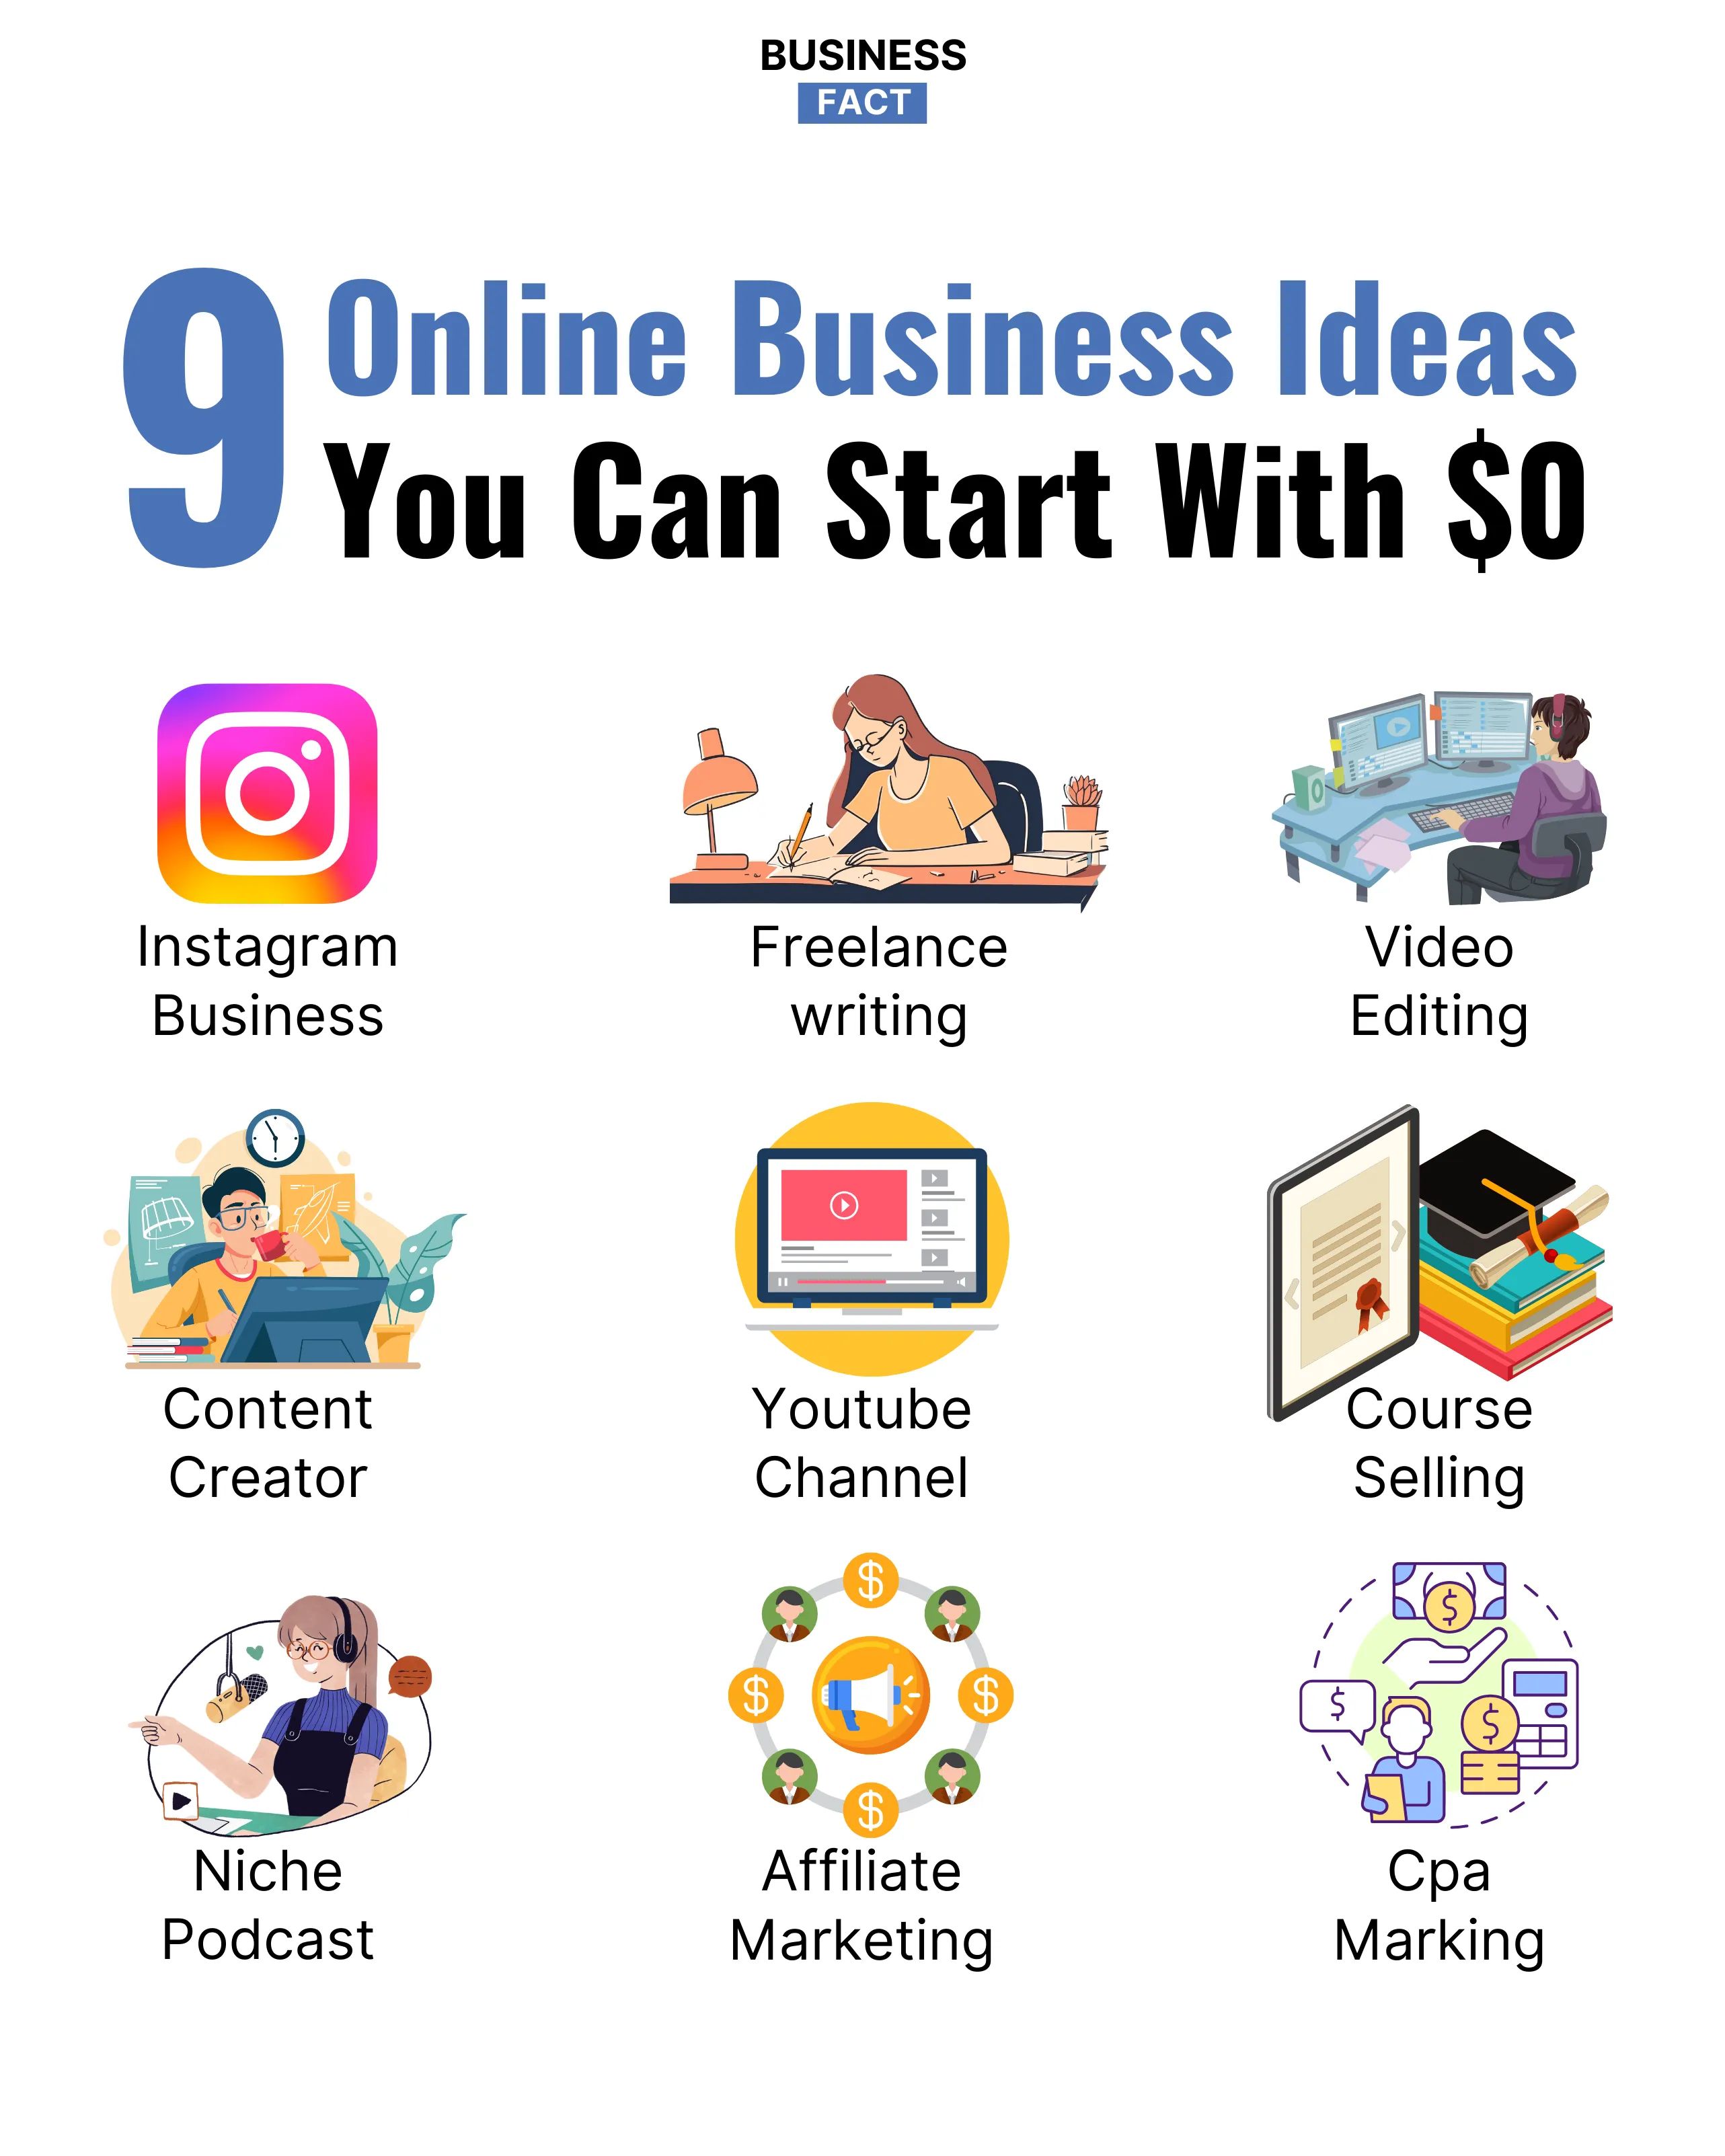 BUSINESS
FACT
9 Online Business Ideas
You Can Start With $0
Instagram
Business
Freelance
writing
Video
Editing
Content
Creator
Youtube
Channel
Course
Selling
Niche
Podcast
Affiliate
Marketing
Cpa
Marking